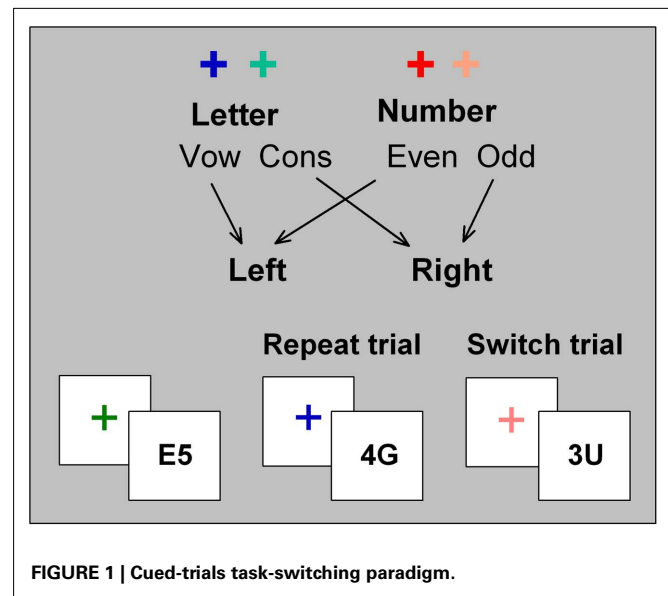 Letter Number
Vow Cons Even Odd
Left Right
Repeat trial Switch trial
E5 4G 3U
FIGURE 1 | Cued-trials task-switching paradigm.